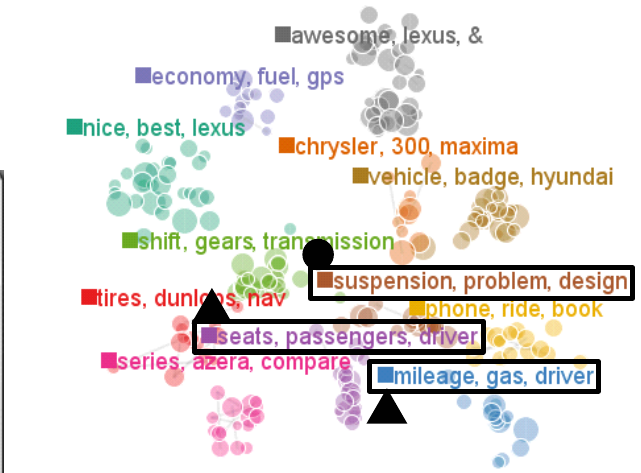 awesome, lexus, &
economy, fuel, gps
nice, best, lexus
chrysler, 300, maxima
vehicle, badge, hyundai
shift, gears, transmission
suspension, problem, design
tires, dunlops, nav
phone, ride, book
seats, passengers, driver
series, azera, compare
mileage, gas, driver